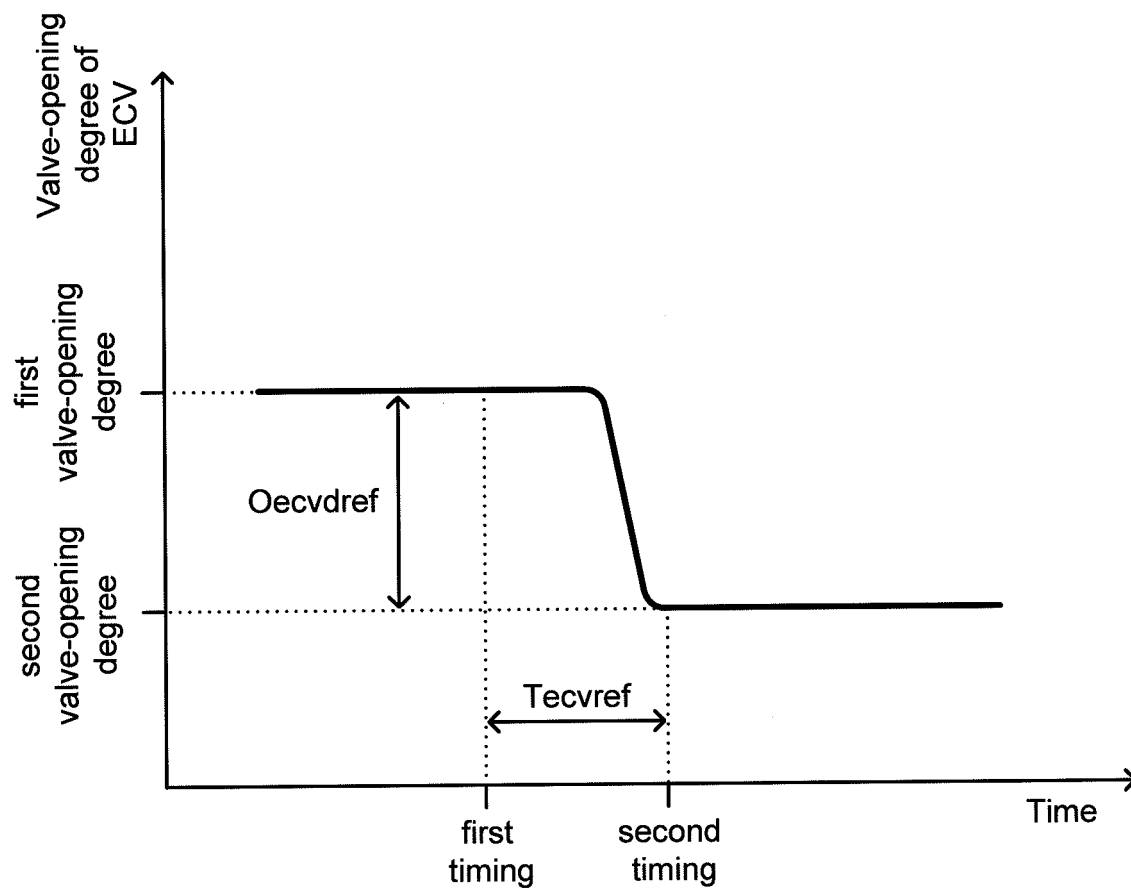 Valve-opening
degree of
ECV
first
valve-opening
degree
Oecvdref
second
valve-opening
degree
Tecvref
Time
first
timing
second
timing